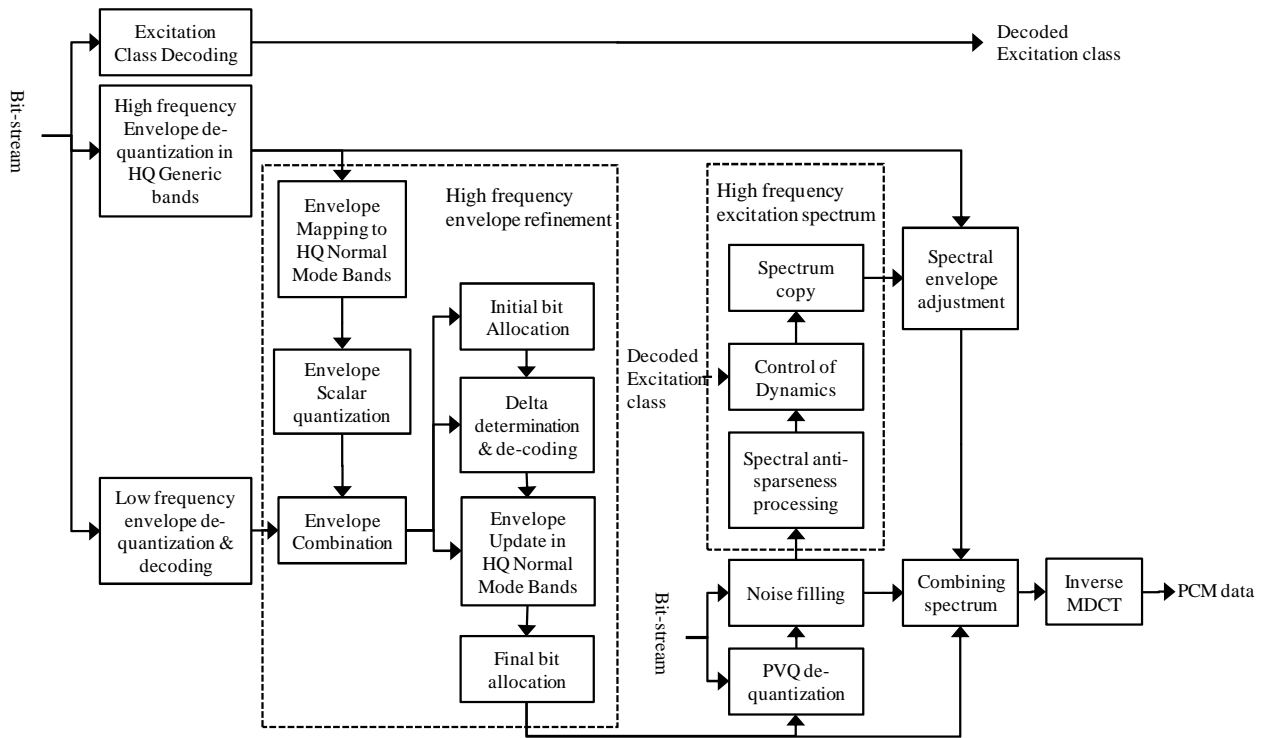 Excitation
Class Decoding
Decoded
Excitation class
Bit-stream
High frequency
Envelope de-
quantization in
HQ Generic
bands
High frequency
envelope refinement
Envelope
Mapping to
HQ Normal
Mode Bands
Envelope
Scalar
quantization
Low frequency
envelope de-
quantization &
decoding
Envelope
Combination
Initial bit
Allocation
Delta
determination
& de-coding
Envelope
Update in
HQ Normal
Mode Bands
Final bit
allocation
High frequency
excitation spectrum
Spectrum
copy
Decoded
Excitation
class
Control of
Dynamics
Spectral anti-
sparseness
processing
Spectral
envelope
adjustment
Bit-stream
Noise filling
PVQ de-
quantization
Combining
spectrum
Inverse
MDCT
PCM data